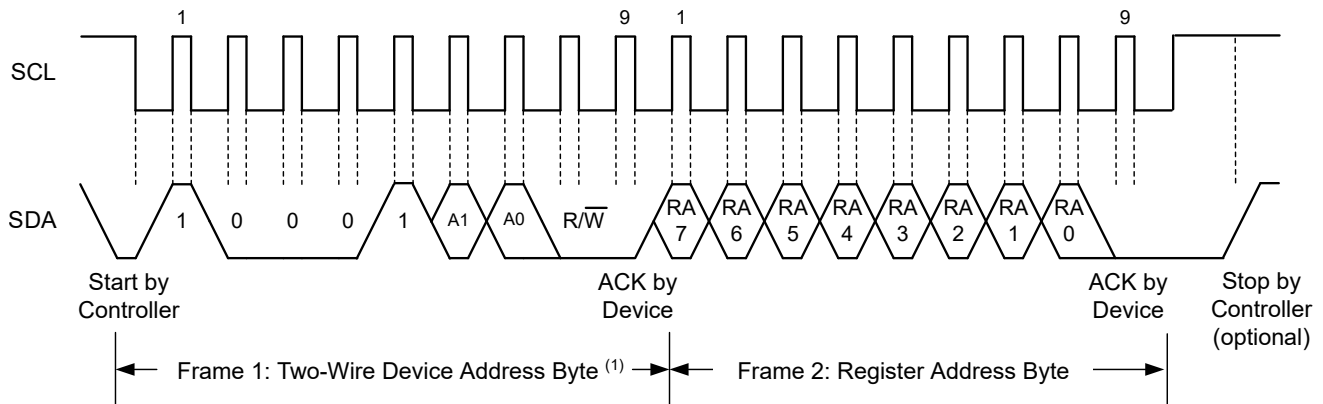 1 9 1 9
SCL
SDA
1 0 0 0 1 A1 A0 R/W̅ RA RA RA RA RA RA RA RA
7 6 5 4 3 2 1 0
Start by ACK by ACK by Stop by
Controller Device Device Controller
(optional)
Frame 1: Two-Wire Device Address Byte (1) Frame 2: Register Address Byte